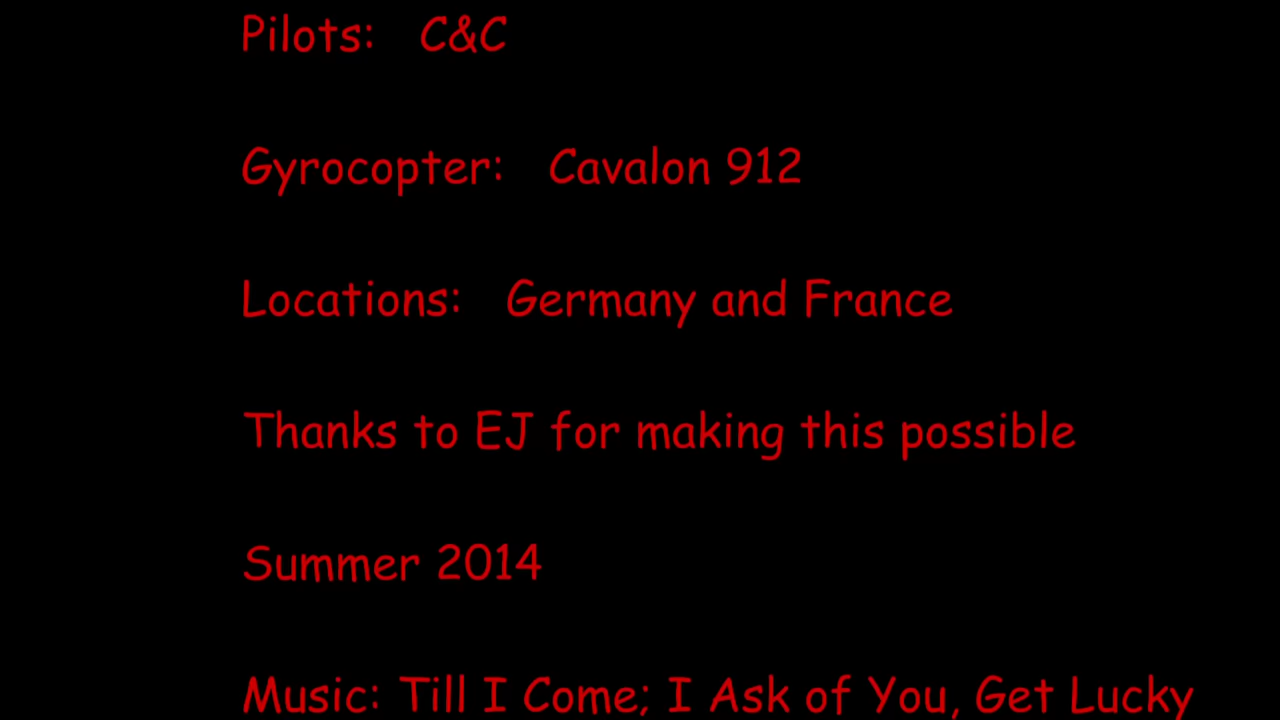 Pilots: C&C
Gyrocopter: Cavalon 912
Locations: Germany and France
Thanks to EJ for making this possible
Summer 2014
Music: Till I Come; I Ask of You, Get Lucky